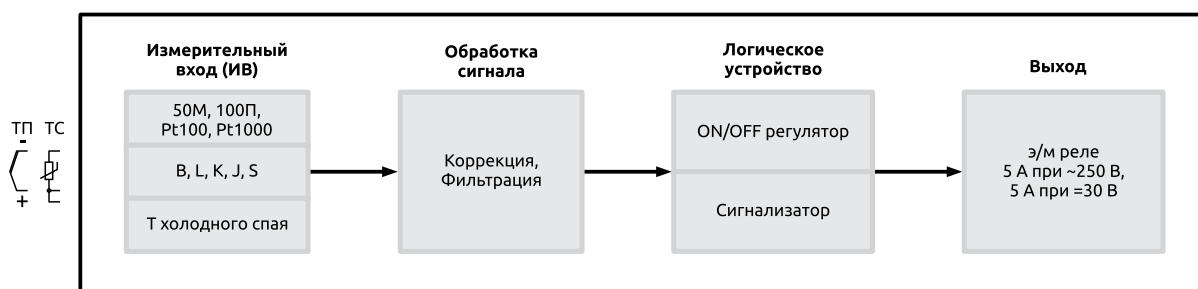 Измерительный
вход (ИВ)
Обработка
сигнала
Логическое
устройство
Выход
ТП ТС
-
+
50М, 100П,
Pt100, Pt1000
B, L, K, J, S
Т холодного спая
Коррекция,
Фильтрация
ON/OFF регулятор
Сигнализатор
э/м реле
5 А при ~250 В,
5 А при =30 В